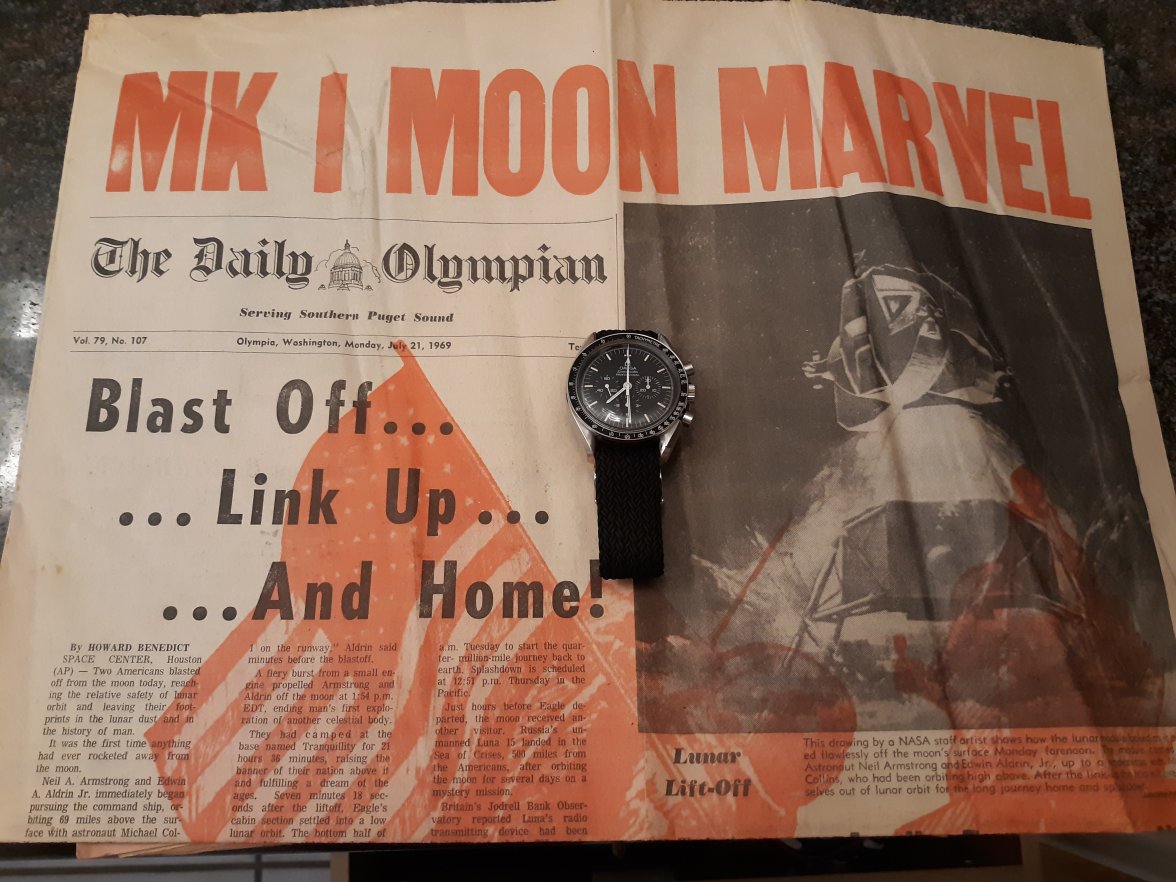 MK I MOON MARVEL
The Daily Olympian
Serving Southern Puget Sound
Vol. 79, No. 107 Olympia, Washington, Monday, July 21, 1969
Blast Off...
...Link Up...
...And Home!
By HOWARD BENEDICT
SPACE CENTER, Houston
(AP) — Two Americans blasted
off from the moon today, reach-
ing the relative safety of lunar
orbit and leaving their foot-
prints in the lunar dust and in
the history of man.
It was the first time anything
had ever rocketed away from
the moon.
Neil A. Armstrong and Edwin
A. Aldrin Jr. immediately began
pursuing the command ship, or-
biting 69 miles above the sur-
face with astronaut Michael Col-
1 on the runway," Aldrin said
minutes before the blastoff.
A fiery burst from a small en-
gine propelled Armstrong and
Aldrin off the moon at 1:54 p.m.
EDT, ending man's first explo-
ration of another celestial body.
They had camped at the
base named Tranquillity for 21
hours 36 minutes, raising the
banner of their nation above it
and fulfilling a dream of the
ages. Seven minutes 18 sec-
onds after the liftoff, Eagle's
cabin section settled into a low
lunar orbit. The bottom half of
a.m. Tuesday to start the quar-
ter-million-mile journey back to
earth. Splashdown is scheduled
at 12:51 p.m. Thursday in the
Pacific.
Just hours before Eagle de-
parted, the moon received an-
other visitor. Russia's un-
manned Luna 15 landed in the
Sea of Crises, 500 miles from
the Americans, after orbiting
the moon for several days on a
mystery mission.
Britain's Jodrell Bank Obser-
vatory reported Luna's radio
transmitting device had been
OMEGA
Lunar
Lift-Off
This drawing by a NASA staff artist shows how the lunar
ed flawlessly off the moon's surface Monday forenoon. To
Astronaut Neil Armstrong and Edwin Aldrin, Jr., up to a
Collins, who had been orbiting high above. After the link
selves out of lunar orbit for the long journey home and